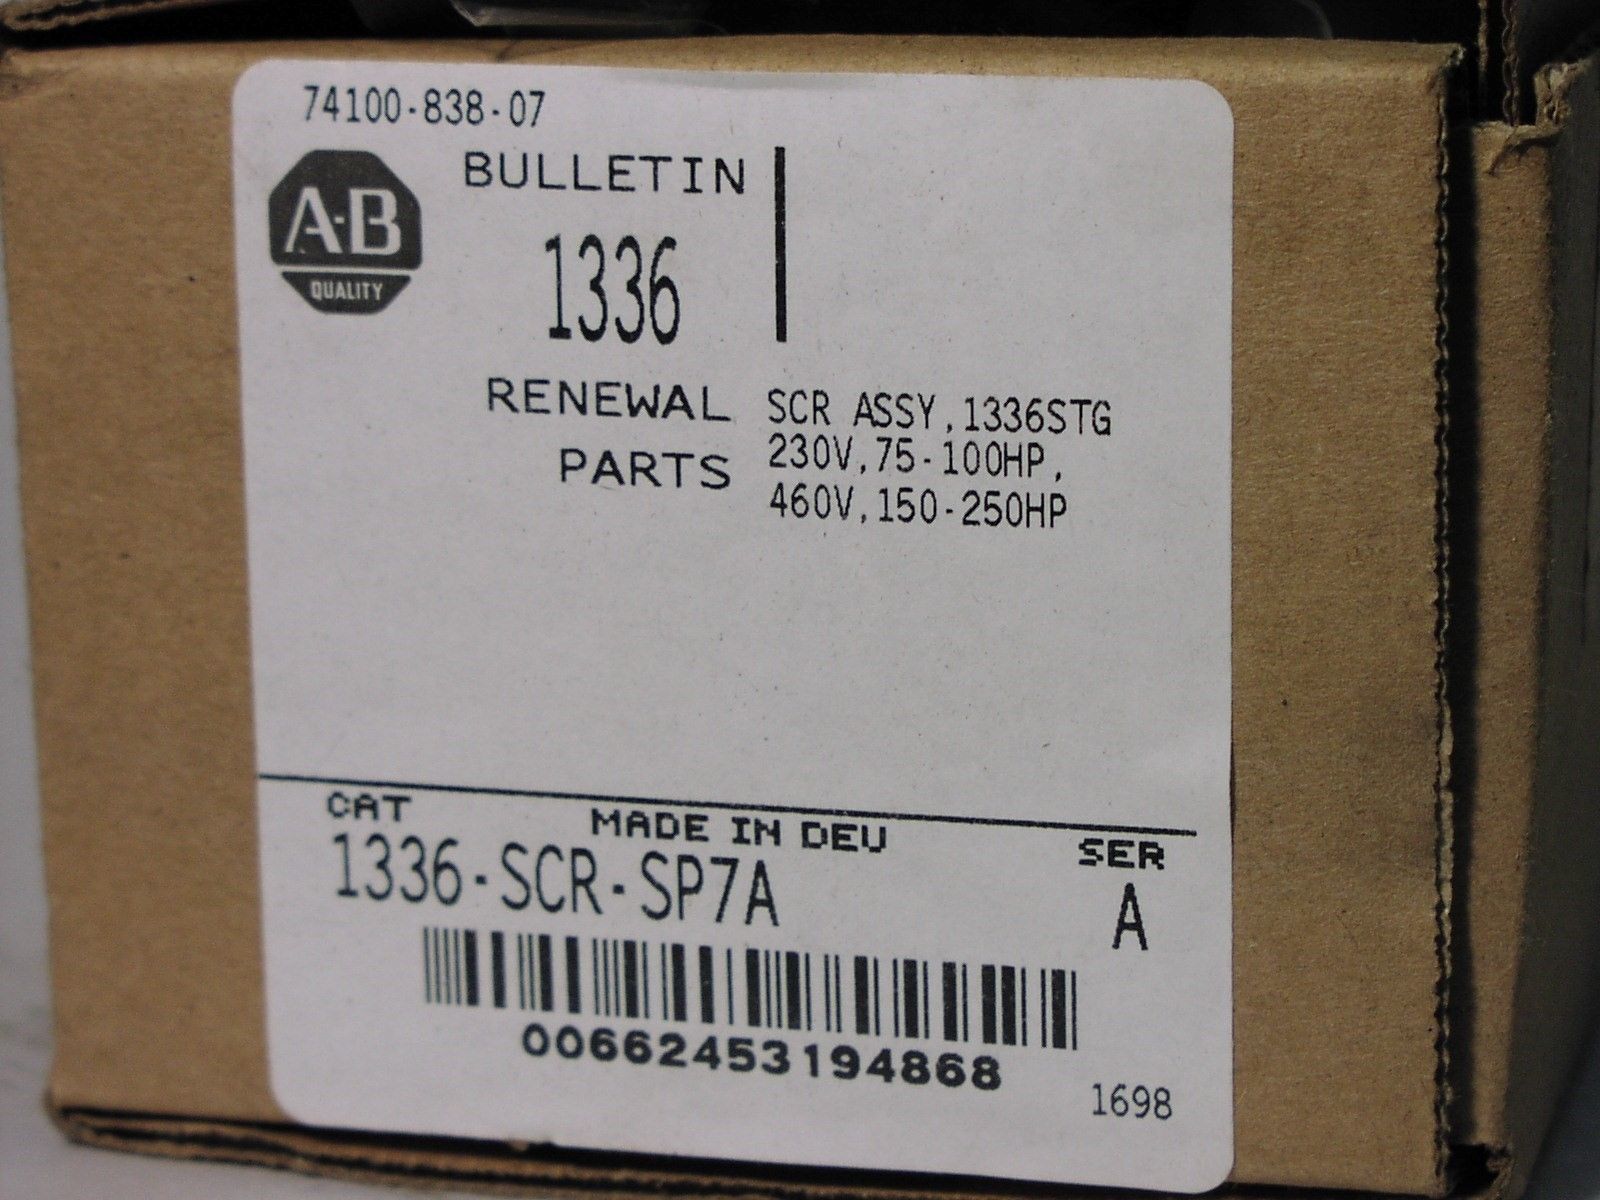 74100-838-07
A-B
QUALITY
BULLETIN
1336
RENEWAL
PARTS
SCR ASSY,1336STG
230V,75-100HP,
460V,150-250HP
CAT
MADE IN DEU
SER
1336-SCR-SP7A
A
00662453194868
1698